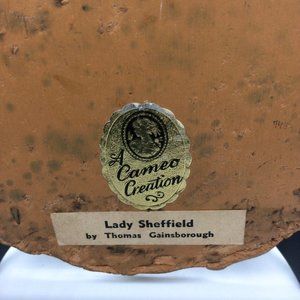 A
Cameo
Creation
Lady Sheffield
by Thomas Gainsborough